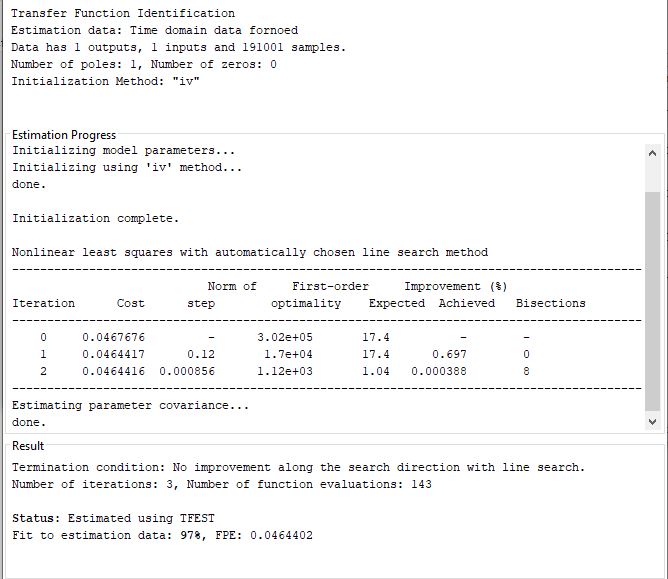 Transfer Function Identification
Estimation data: Time domain data fornoed
Data has 1 outputs, 1 inputs and 191001 samples.
Number of poles: 1, Number of zeros: 0
Initialization Method: "iv"
Estimation Progress
Initializing model parameters...
Initializing using 'iv' method...
done.
Initialization complete.
Nonlinear least squares with automatically chosen line search method
------------------------------------------------------------------------------------------
Norm of First-order Improvement (%)
Iteration Cost step optimality Expected Achieved Bisections
------------------------------------------------------------------------------------------
0 0.0467676 - 3.02e+05 17.4 - -
1 0.0464417 0.12 1.7e+04 17.4 0.697 0
2 0.0464416 0.000856 1.12e+03 1.04 0.000388 8
------------------------------------------------------------------------------------------
Estimating parameter covariance...
done.
Result
Termination condition: No improvement along the search direction with line search.
Number of iterations: 3, Number of function evaluations: 143
Status: Estimated using TFEST
Fit to estimation data: 97%, FPE: 0.0464402